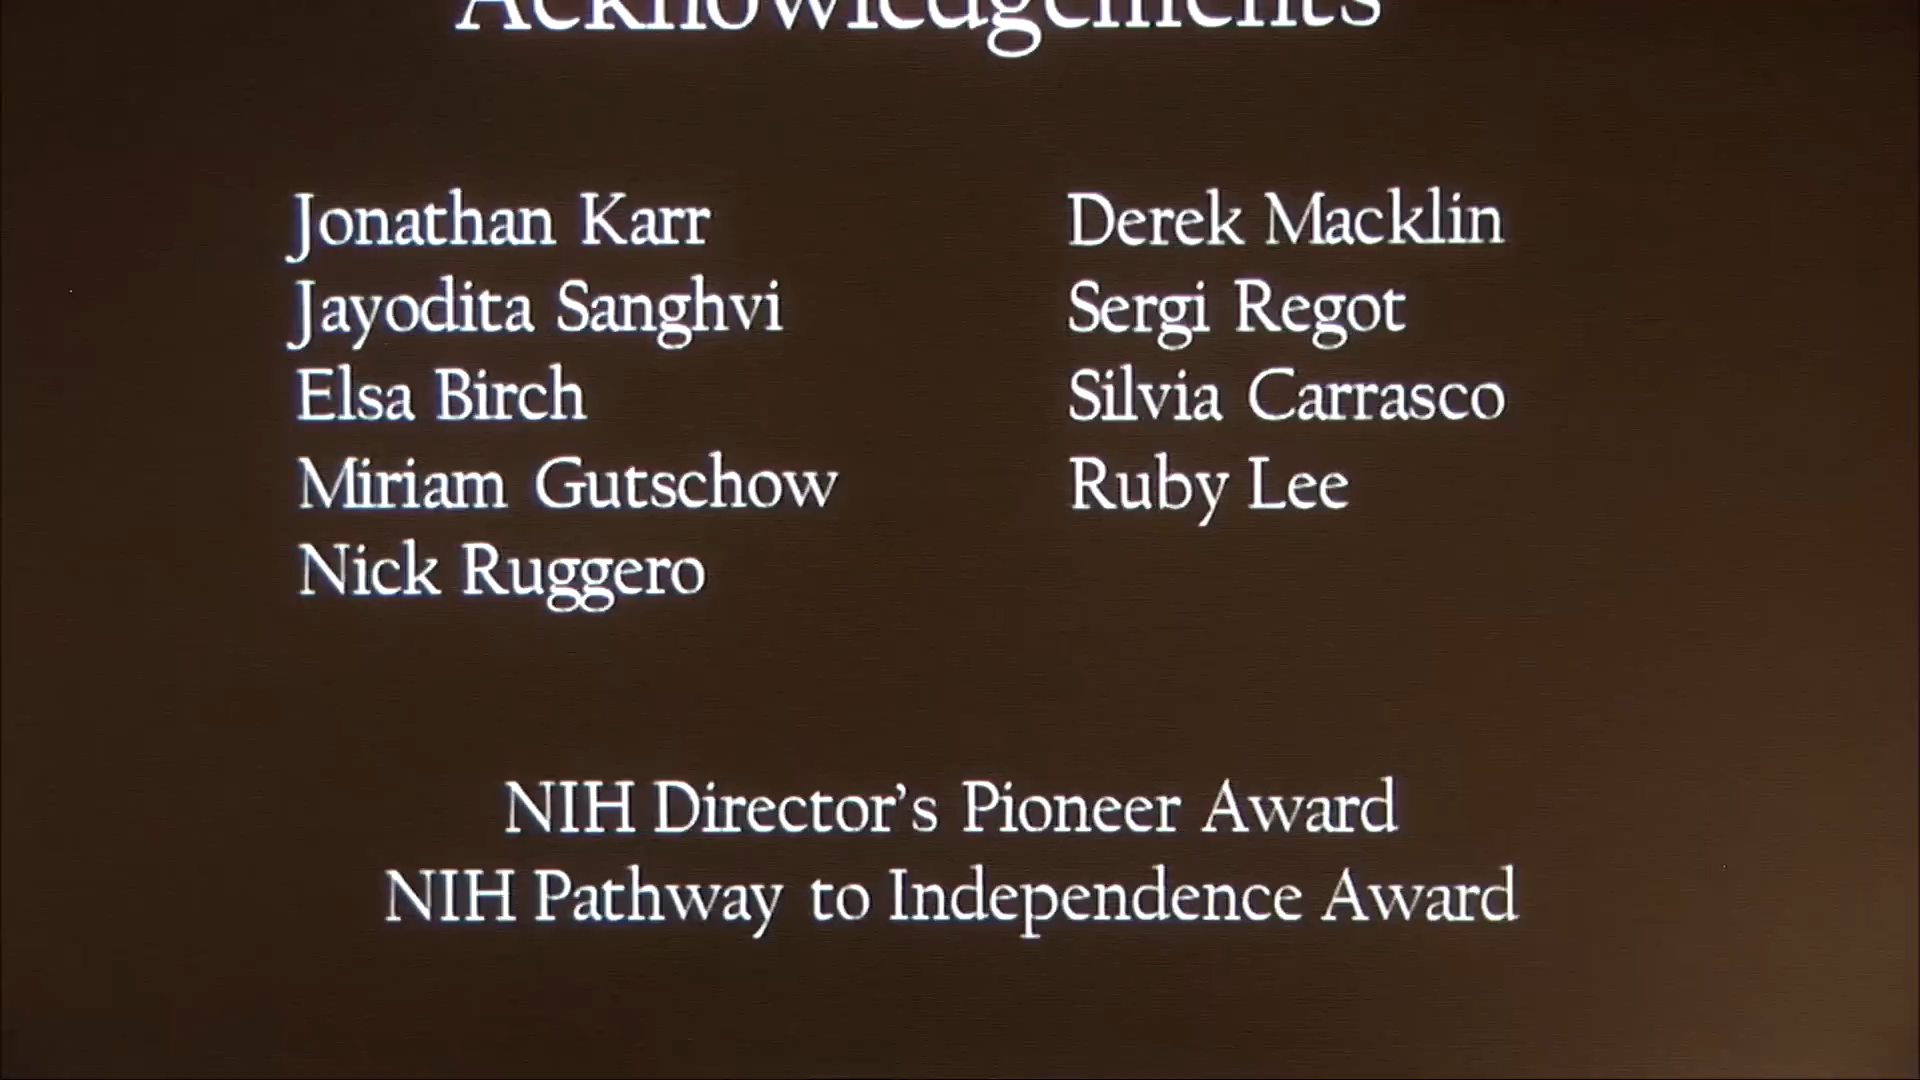 Acknowledgements
Jonathan Karr
Jayodita Sanghvi
Elsa Birch
Miriam Gutschow
Nick Ruggero
Derek Macklin
Sergi Regot
Silvia Carrasco
Ruby Lee
NIH Director's Pioneer Award
NIH Pathway to Independence Award